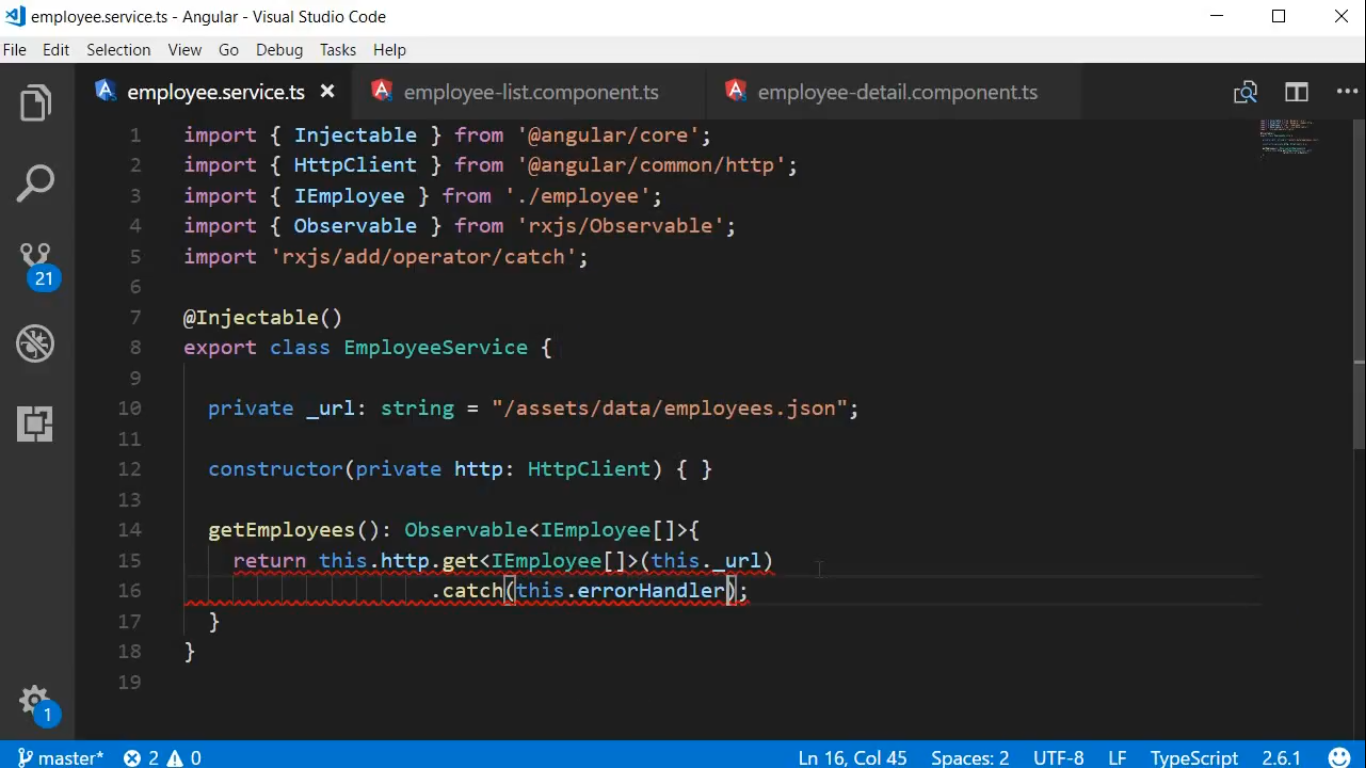 employee.service.ts - Angular - Visual Studio Code
File Edit Selection View Go Debug Tasks Help
employee.service.ts employee-list.component.ts employee-detail.component.ts
1 import { Injectable } from '@angular/core';
2 import { HttpClient } from '@angular/common/http';
3 import { IEmployee } from './employee';
4 import { Observable } from 'rxjs/Observable';
5 import 'rxjs/add/operator/catch';
6
7 @Injectable()
8 export class EmployeeService {
9
10 private _url: string = "/assets/data/employees.json";
11
12 constructor(private http: HttpClient) { }
13
14 getEmployees(): Observable<IEmployee[]>{
15 return this.http.get<IEmployee[]>(this._url)
16 .catch(this.errorHandler);
17 }
18 }
19
21
1
master* 2 0 Ln 16, Col 45 Spaces: 2 UTF-8 LF TypeScript 2.6.1